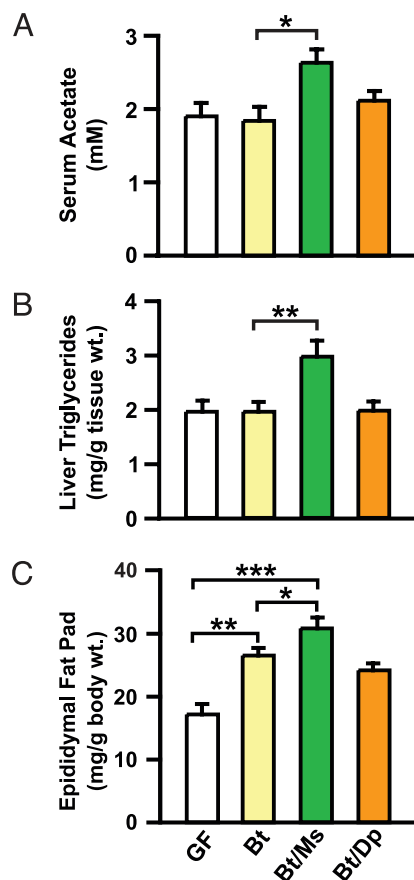 A
Serum Acetate
(mM)
3
2
1
0
*
B
Liver Triglycerides
(mg/g tissue wt.)
4
3
2
1
0
**
C
Epididymal Fat Pad
(mg/g body wt.)
40
30
20
10
0
***
**
*
GF
Bt
Bt/Ms
Bt/Dp